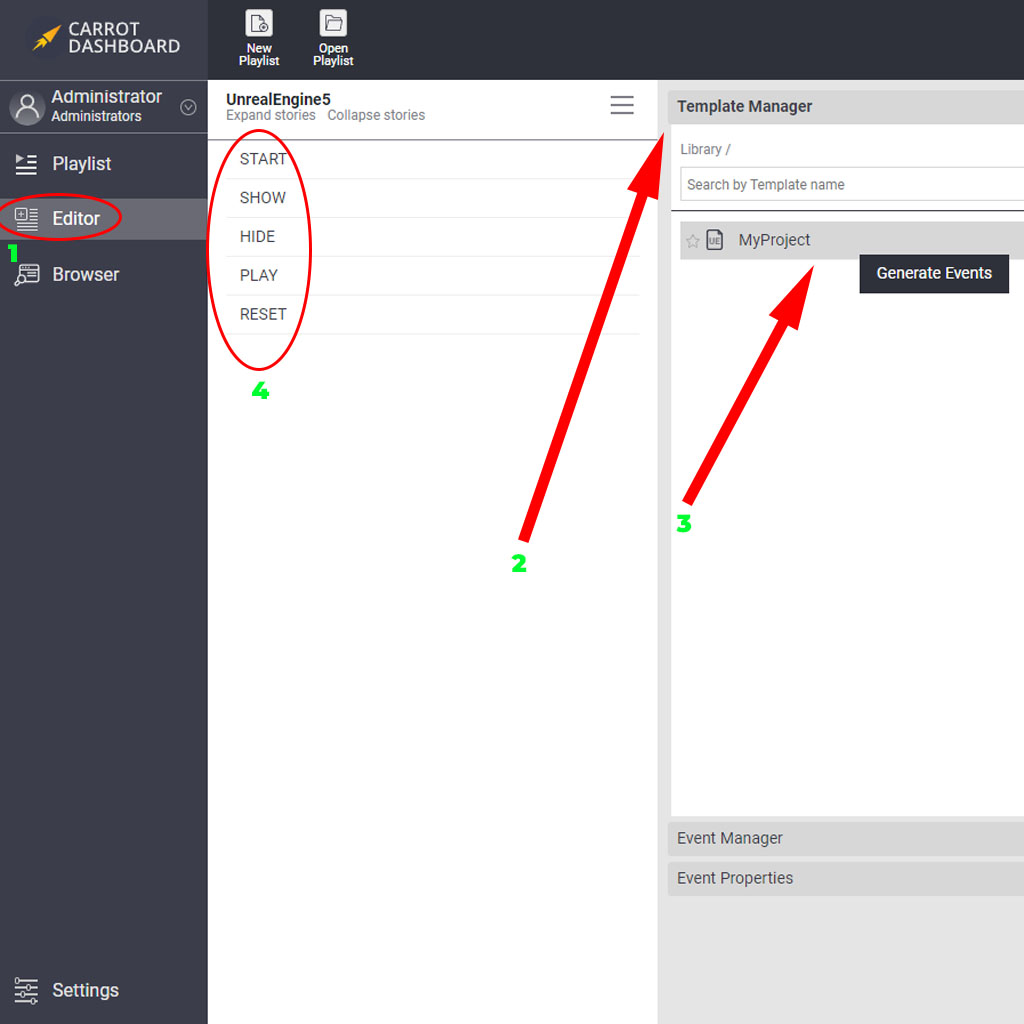 CARROT
DASHBOARD
New
Playlist
Open
Playlist
Administrator
Administrators
Playlist
Editor
1
Browser
Settings
UnrealEngine5
Expand stories Collapse stories
START
SHOW
HIDE
PLAY
RESET
4
2
Template Manager
Library /
Search by Template name
UE MyProject
Generate Events
3
Event Manager
Event Properties